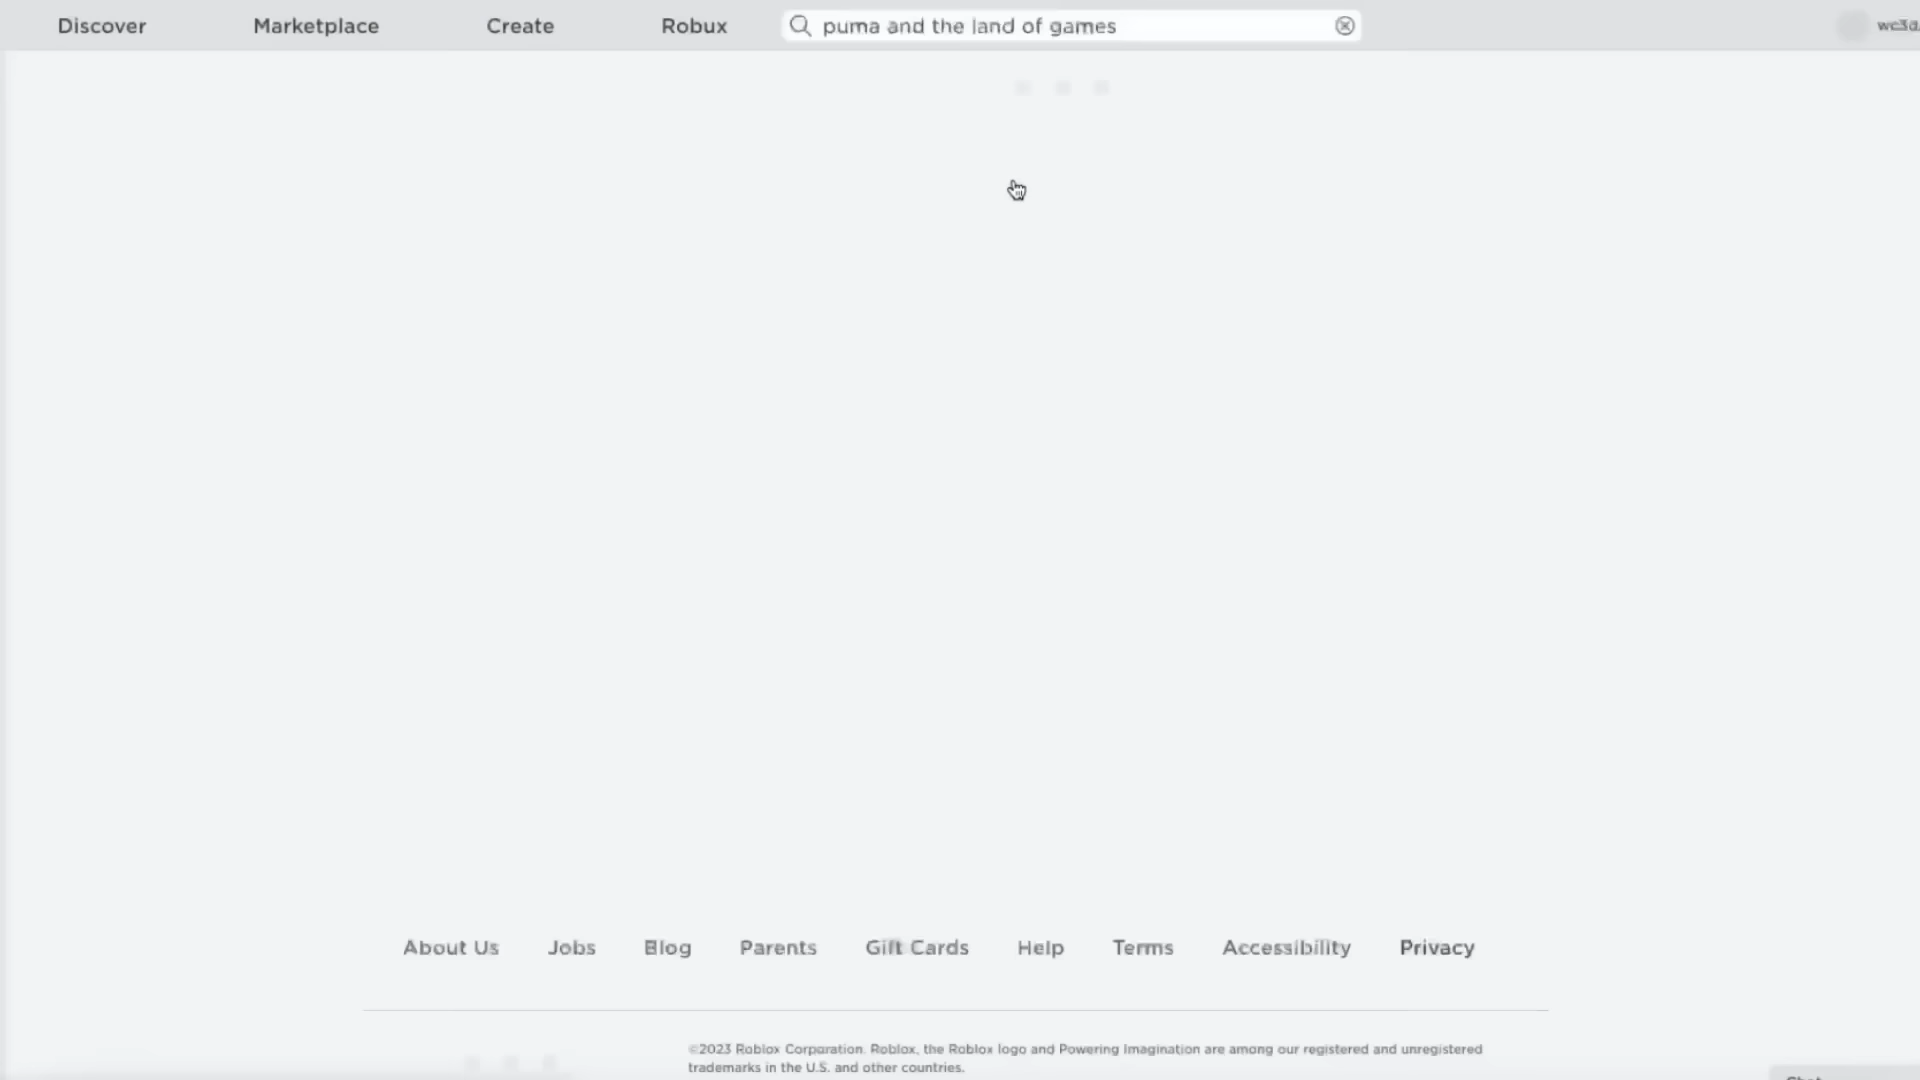 Discover Marketplace Create Robux puma and the land of games
About Us Jobs Blog Parents Gift Cards Help Terms Accessibility Privacy
©2023 Roblox Corporation. Roblox, the Roblox logo and Powering Imagination are among our registered and unregistered
trademarks in the U.S. and other countries.